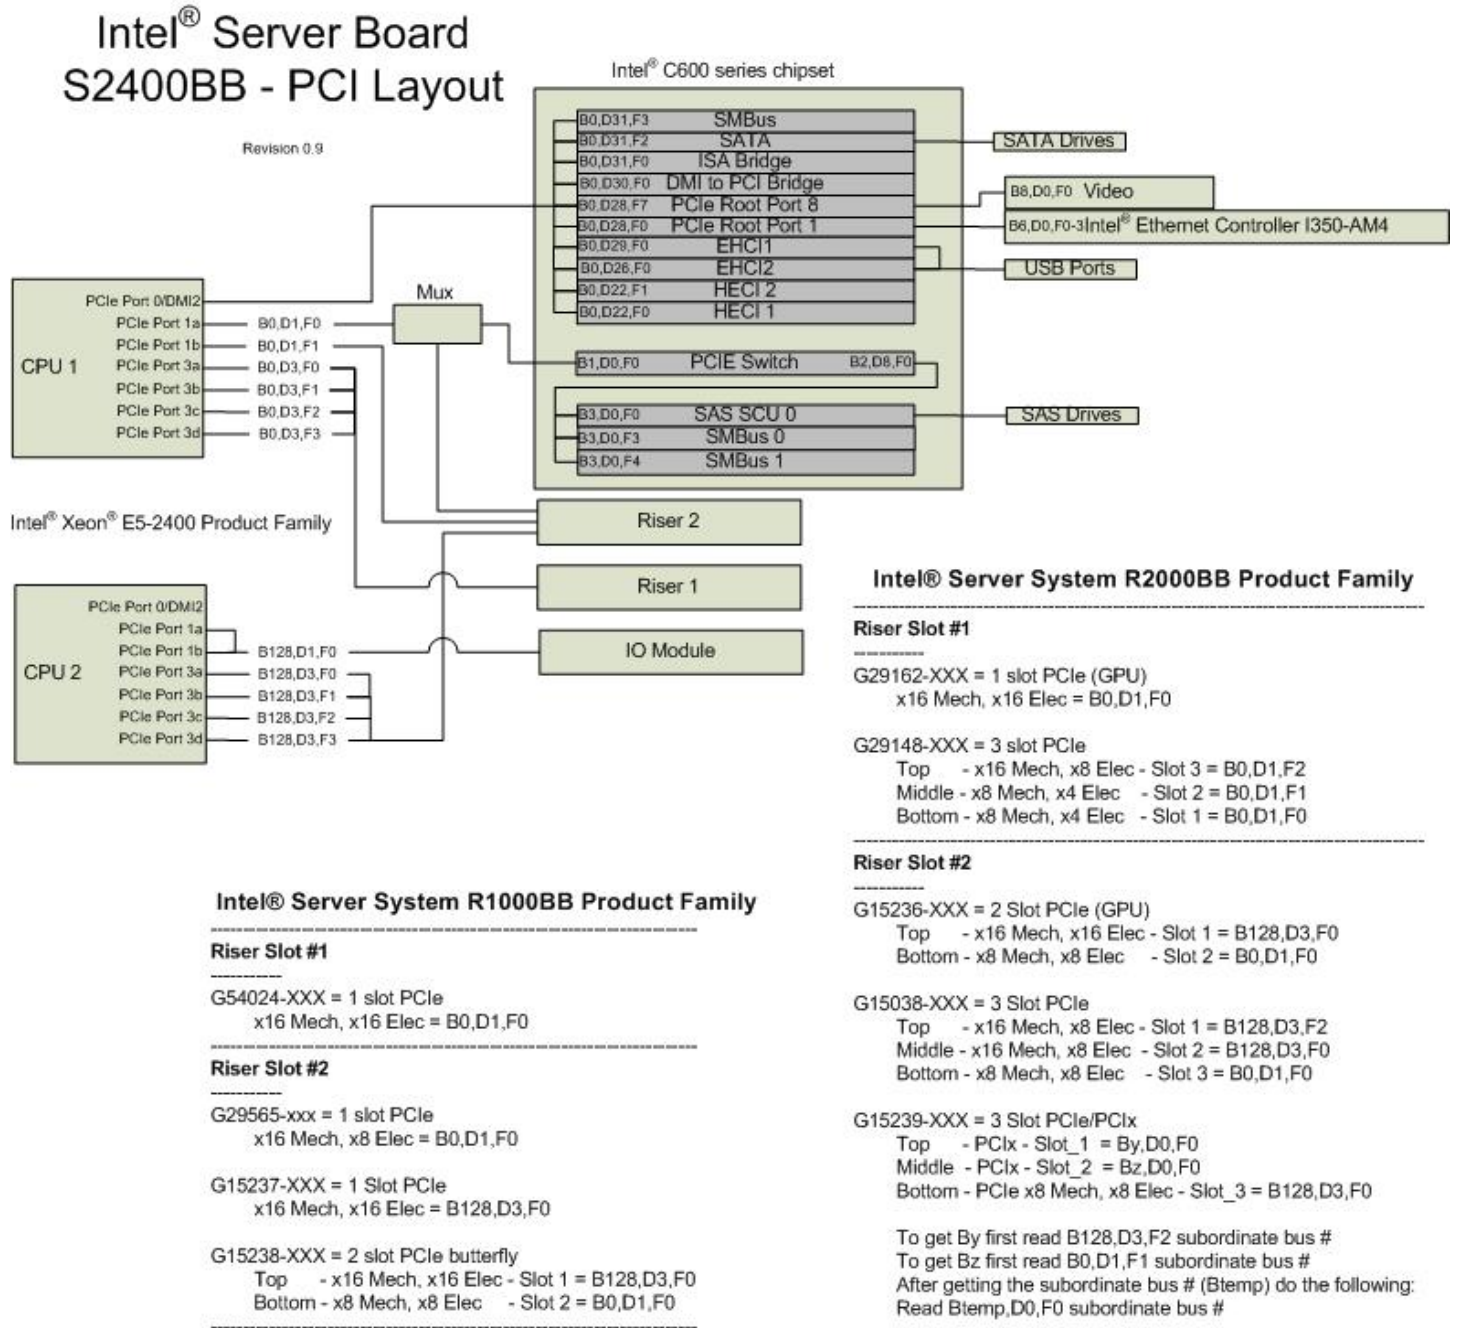 Intel® Server Board
S2400BB - PCI Layout
Revision 0.9
Intel® C600 series chipset
B0,D31,F3 SMBus
B0,D31,F2 SATA
SATA Drives
B0,D31,F0 ISA Bridge
B0,D30,F0 DMI to PCI Bridge
B0,D28,F7 PCIe Root Port 8
B8,D0,F0 Video
B0,D28,F0 PCIe Root Port 1
B6,D0,F0-3Intel® Ethernet Controller I350-AM4
B0,D29,F0 EHCI1
B0,D26,F0 EHCI2
USB Ports
B0,D22,F1 HECI 2
B0,D22,F0 HECI 1
B1,D0,F0 PCIE Switch B2,D8,F0
B3,D0,F0 SAS SCU 0
SAS Drives
B3,D0,F3 SMBus 0
B3,D0,F4 SMBus 1
Mux
CPU 1
PCIe Port 0/DMI2
PCIe Port 1a B0,D1,F0
PCIe Port 1b B0,D1,F1
PCIe Port 3a B0,D3,F0
PCIe Port 3b B0,D3,F1
PCIe Port 3c B0,D3,F2
PCIe Port 3d B0,D3,F3
Intel® Xeon® E5-2400 Product Family
Riser 2
Riser 1
IO Module
CPU 2
PCIe Port 0/DMI2
PCIe Port 1a
PCIe Port 1b B128,D1,F0
PCIe Port 3a B128,D3,F0
PCIe Port 3b B128,D3,F1
PCIe Port 3c B128,D3,F2
PCIe Port 3d B128,D3,F3
Intel® Server System R1000BB Product Family
Riser Slot #1
G54024-XXX = 1 slot PCIe
x16 Mech, x16 Elec = B0,D1,F0
Riser Slot #2
G29565-xxx = 1 slot PCIe
x16 Mech, x8 Elec = B0,D1,F0
G15237-XXX = 1 Slot PCIe
x16 Mech, x16 Elec = B128,D3,F0
G15238-XXX = 2 slot PCIe butterfly
Top - x16 Mech, x16 Elec - Slot 1 = B128,D3,F0
Bottom - x8 Mech, x8 Elec - Slot 2 = B0,D1,F0
Intel® Server System R2000BB Product Family
Riser Slot #1
G29162-XXX = 1 slot PCIe (GPU)
x16 Mech, x16 Elec = B0,D1,F0
G29148-XXX = 3 slot PCIe
Top - x16 Mech, x8 Elec - Slot 3 = B0,D1,F2
Middle - x8 Mech, x4 Elec - Slot 2 = B0,D1,F1
Bottom - x8 Mech, x4 Elec - Slot 1 = B0,D1,F0
Riser Slot #2
G15236-XXX = 2 Slot PCIe (GPU)
Top - x16 Mech, x16 Elec - Slot 1 = B128,D3,F0
Bottom - x8 Mech, x8 Elec - Slot 2 = B0,D1,F0
G15038-XXX = 3 Slot PCIe
Top - x16 Mech, x8 Elec - Slot 1 = B128,D3,F2
Middle - x16 Mech, x8 Elec - Slot 2 = B128,D3,F0
Bottom - x8 Mech, x8 Elec - Slot 3 = B0,D1,F0
G15239-XXX = 3 Slot PCIe/PCIx
Top - PCIx - Slot_1 = By,D0,F0
Middle - PCIx - Slot_2 = Bz,D0,F0
Bottom - PCIe x8 Mech, x8 Elec - Slot_3 = B128,D3,F0
To get By first read B128,D3,F2 subordinate bus #
To get Bz first read B0,D1,F1 subordinate bus #
After getting the subordinate bus # (Btemp) do the following:
Read Btemp,D0,F0 subordinate bus #